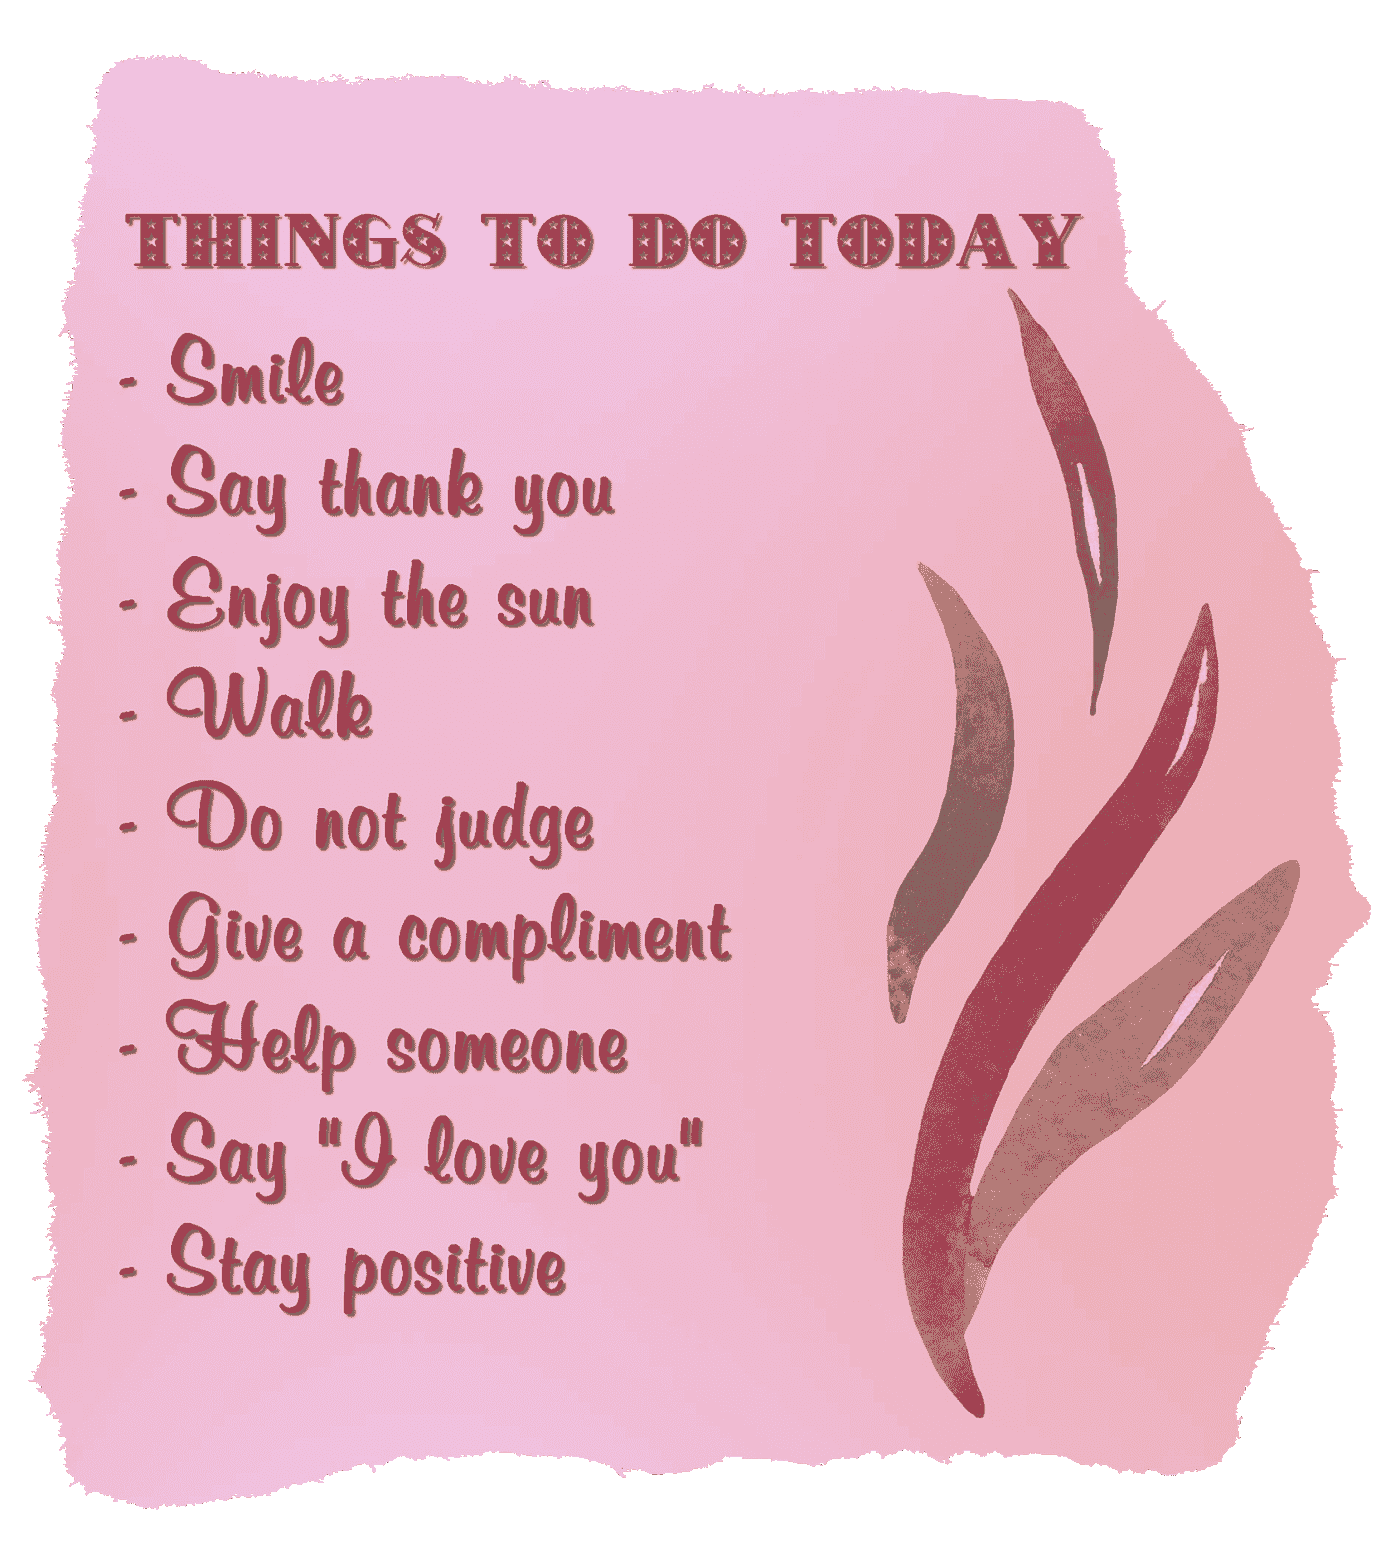 THINGS TO DO TODAY
- Smile
- Say thank you
- Enjoy the sun
- Walk
- Do not judge
- Give a compliment
- Help someone
- Say "I love you"
- Stay positive